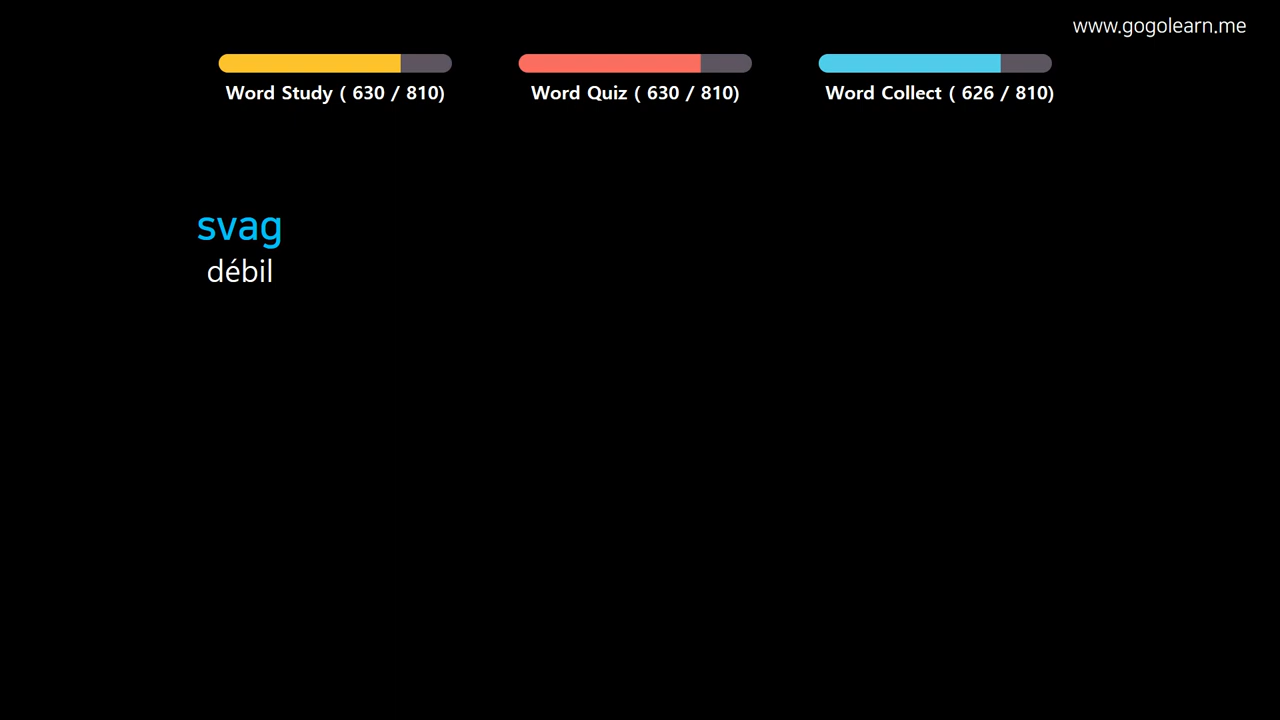 www.gogolearn.me
Word Study ( 630 / 810)
Word Quiz ( 630 / 810)
Word Collect ( 626 / 810)
svag
débil